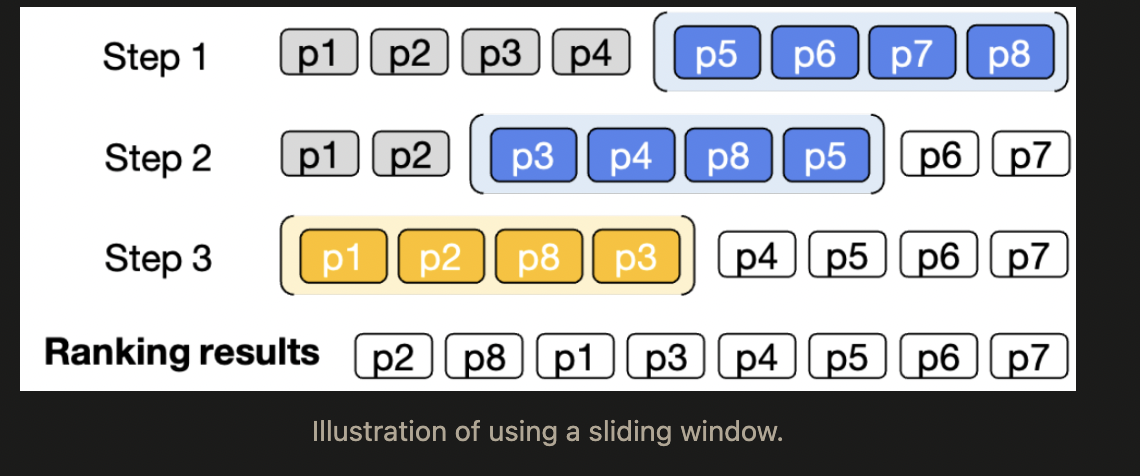 Step 1 p1 p2 p3 p4 p5 p6 p7 p8
Step 2 p1 p2 p3 p4 p8 p5 p6 p7
Step 3 p1 p2 p8 p3 p4 p5 p6 p7
Ranking results p2 p8 p1 p3 p4 p5 p6 p7
Illustration of using a sliding window.